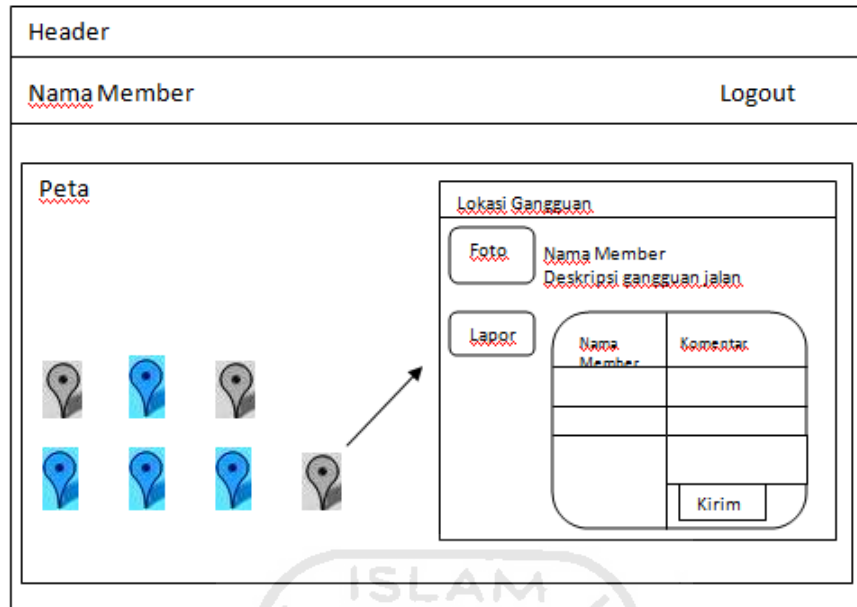 Header
Nama Member
Logout
Peta
Lokasi Gangguan
Foto
Nama Member
Deskripsi gangguan jalan
Lapor
Nama
Member
Komentar
Kirim
ISLAM